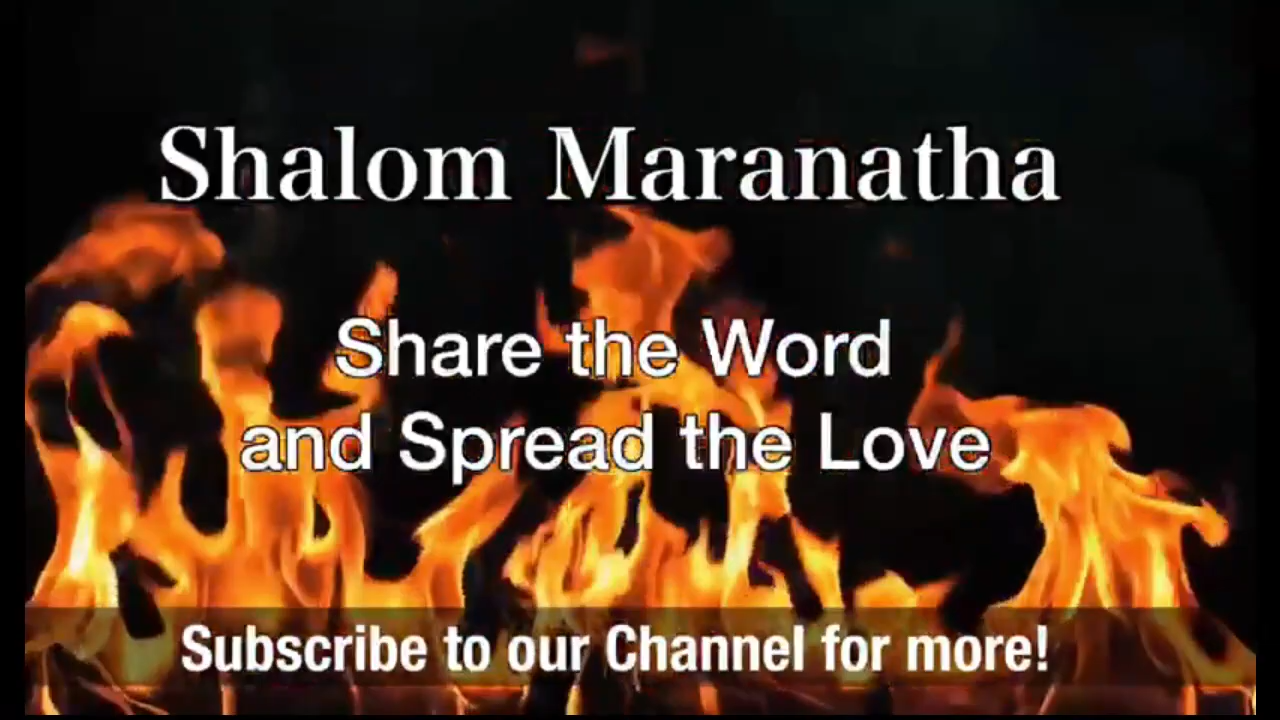 Shalom Maranatha
Share the Word
and Spread the Love
Subscribe to our Channel for more!